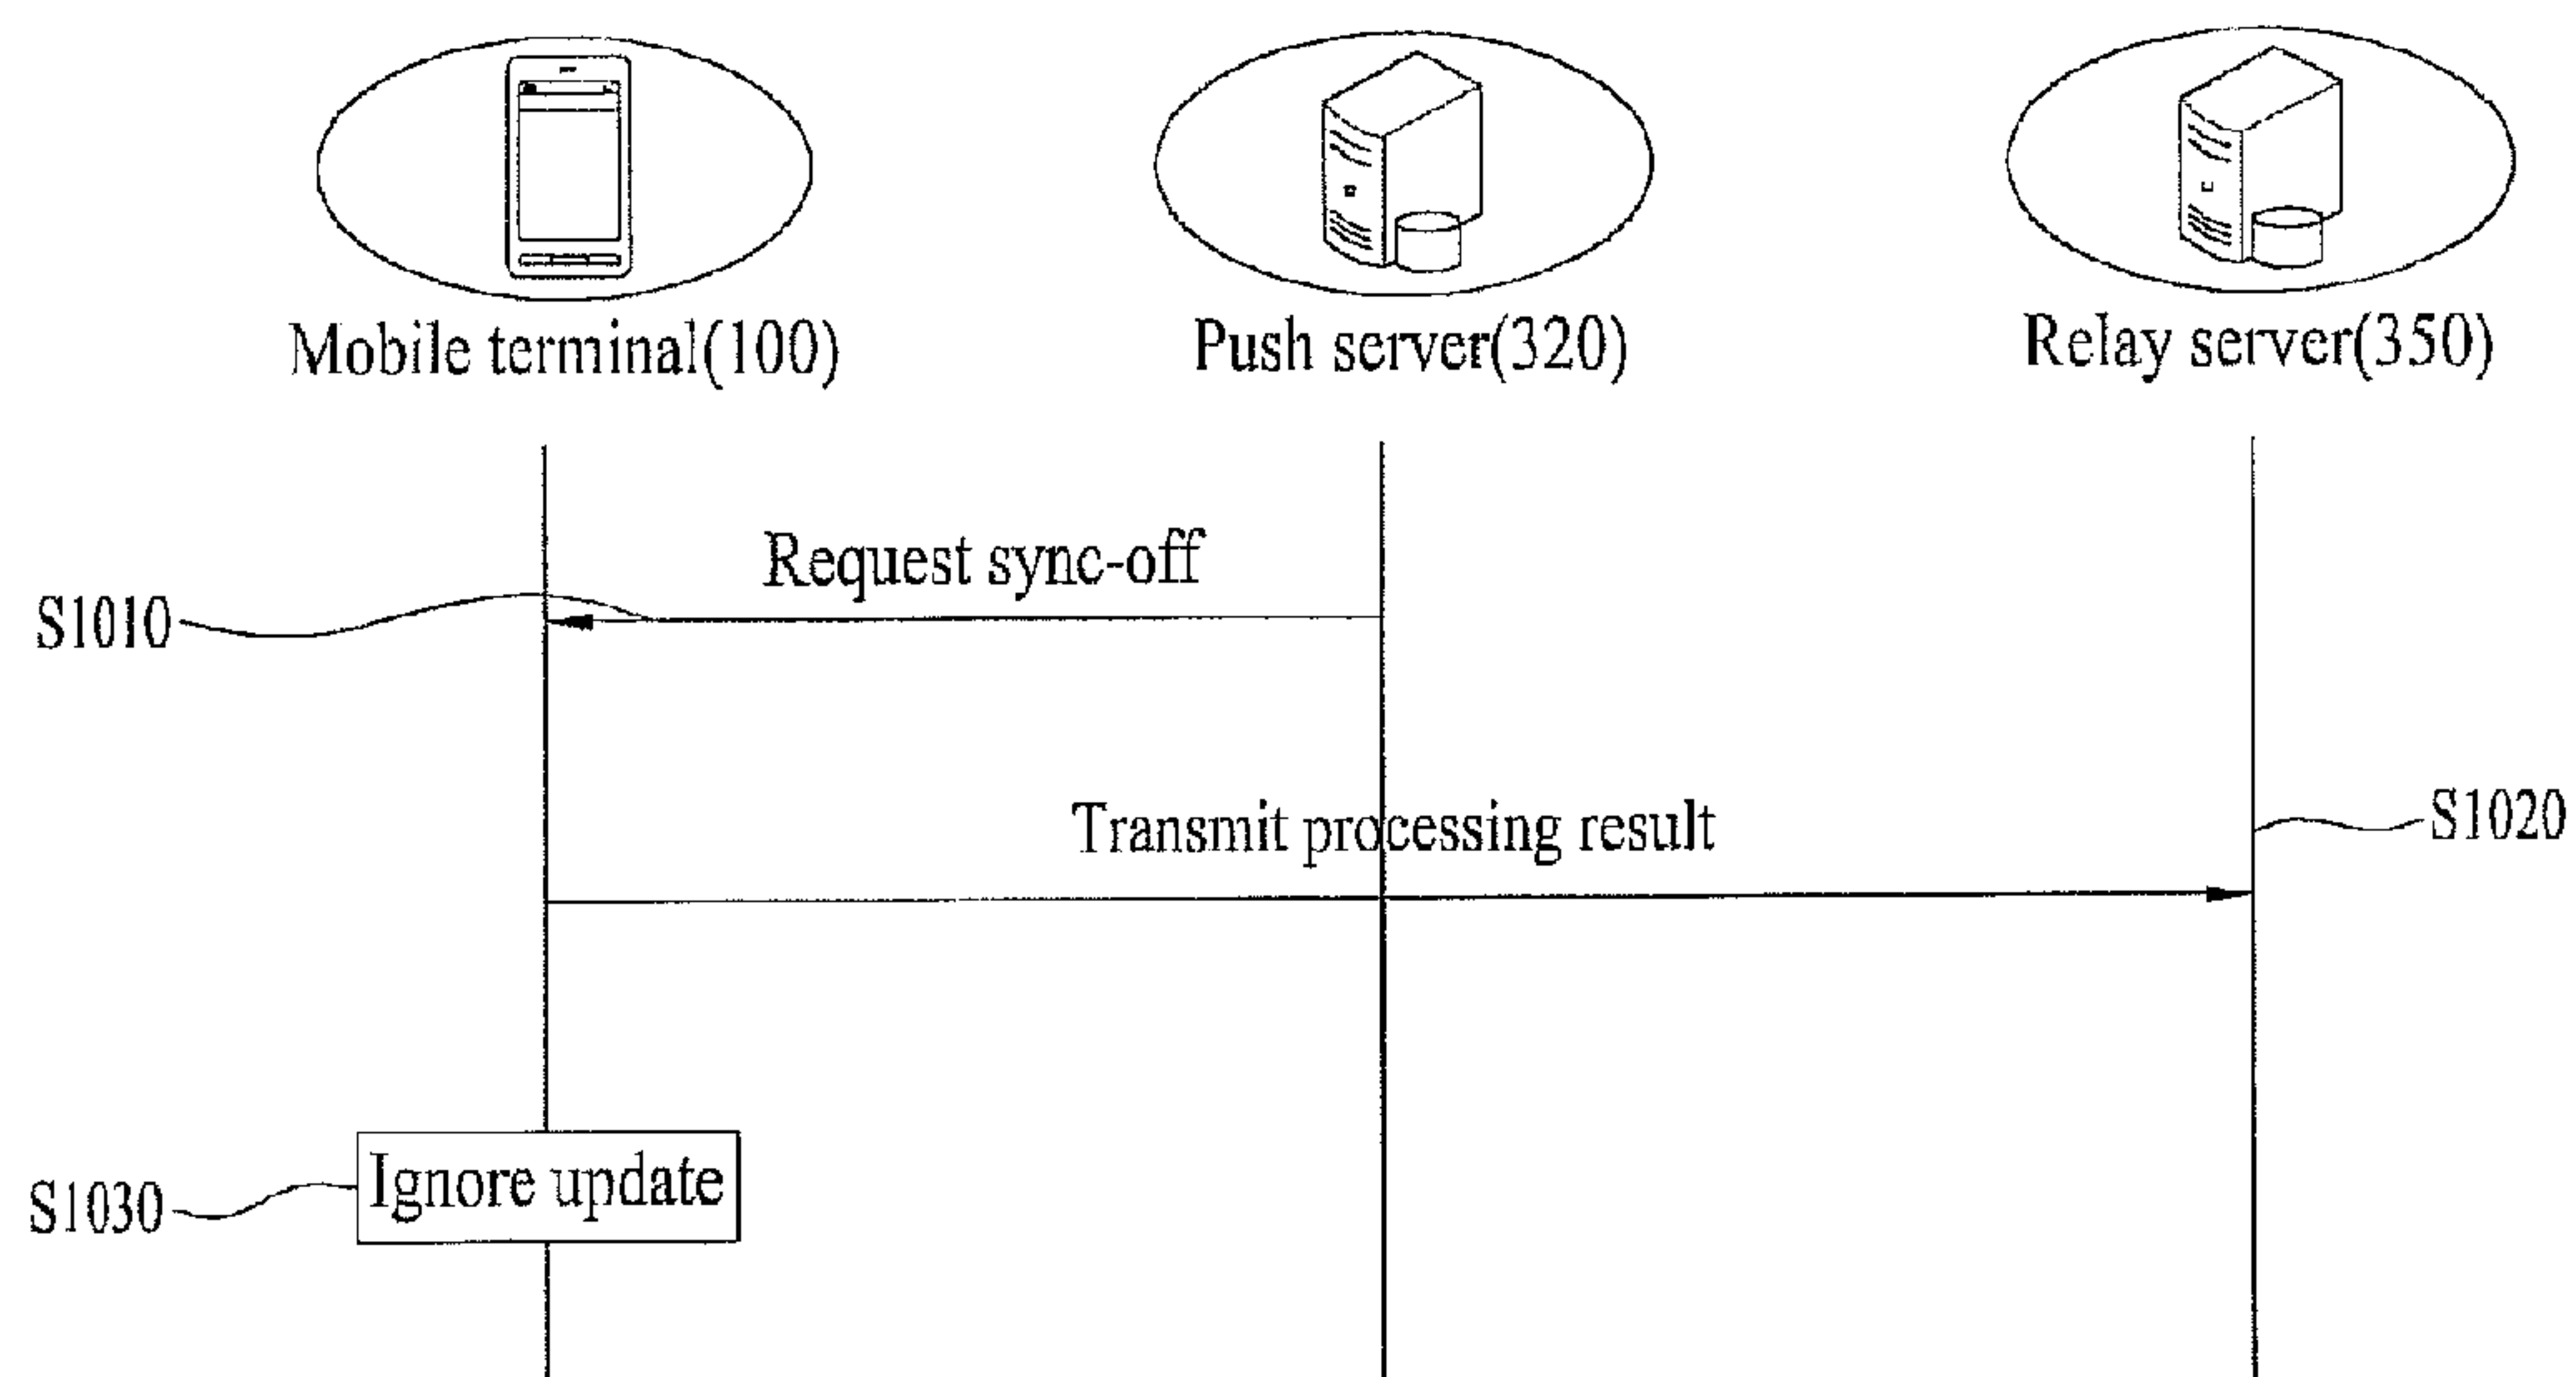 Mobile terminal(100)
Push server(320)
Relay server(350)
Request sync-off
S1010
Transmit processing result
S1020
Ignore update
S1030